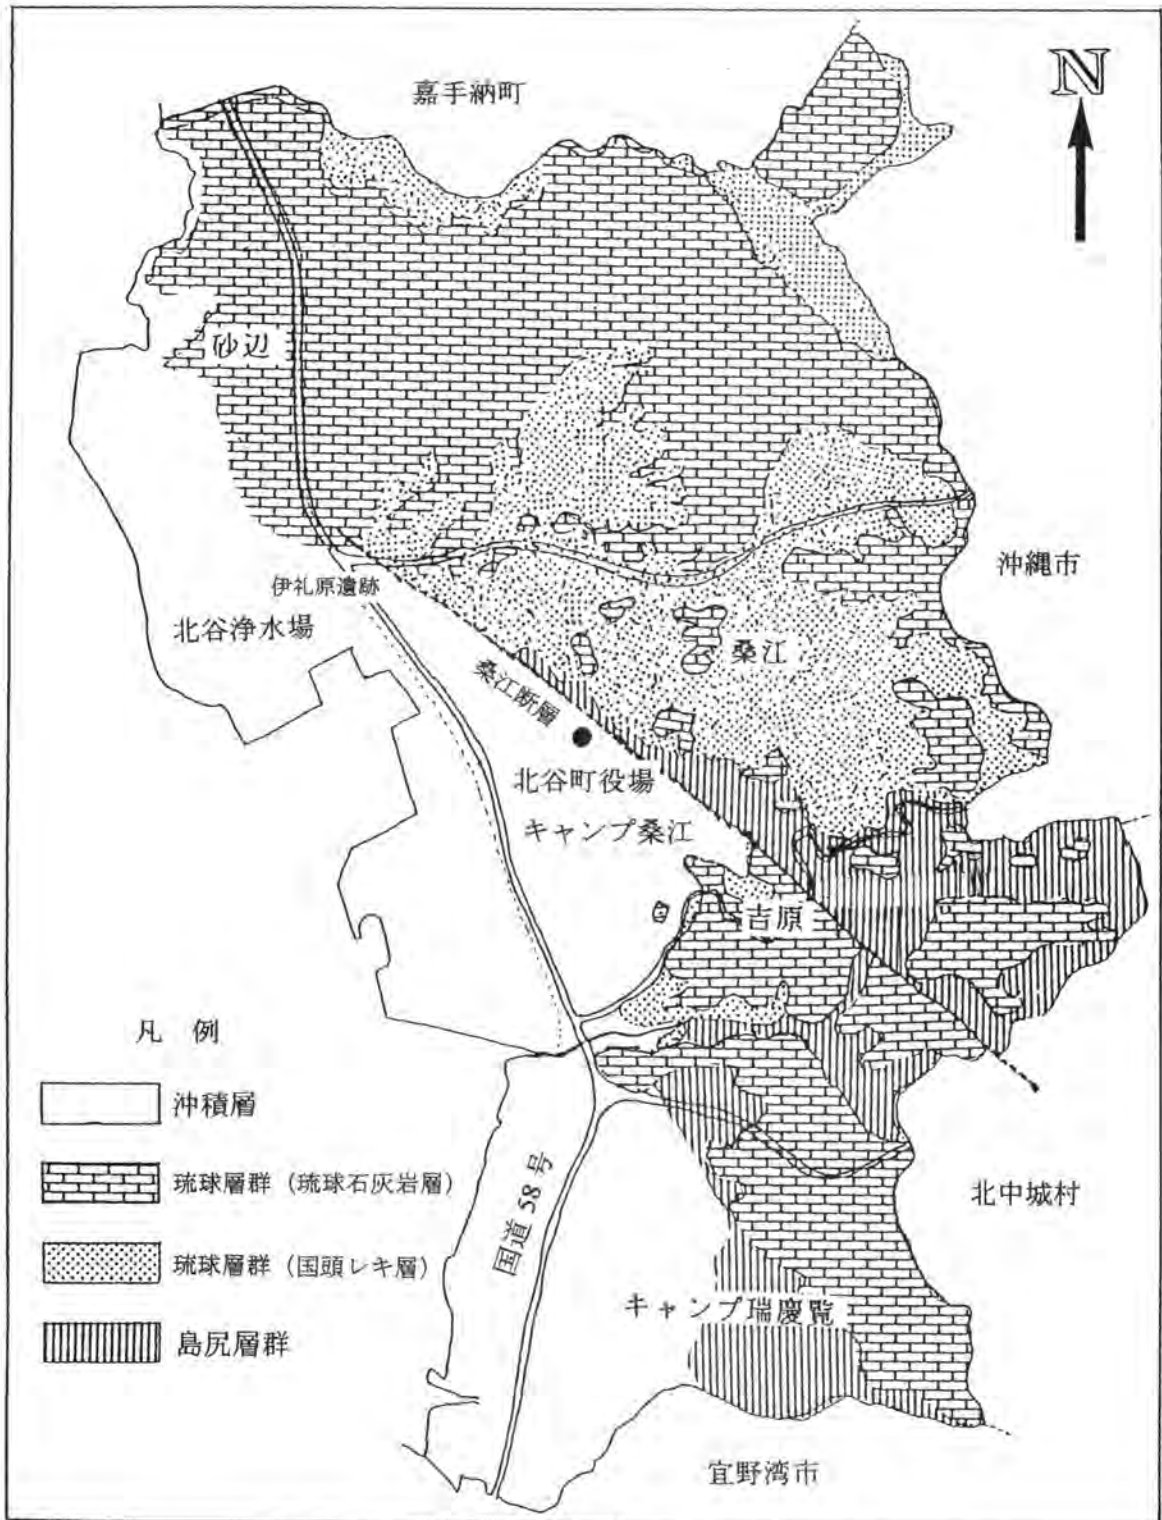 嘉手納町
N
砂辺
沖縄市
伊礼原遺跡
北谷浄水場
桑江
桑江断層
北谷町役場
キャンプ桑江
吉原
凡 例
沖積層
琉球層群 (琉球石灰岩層)
琉球層群 (国頭レキ層)
島尻層群
国道 58 号
北中城村
キャンプ瑞慶覧
宜野湾市